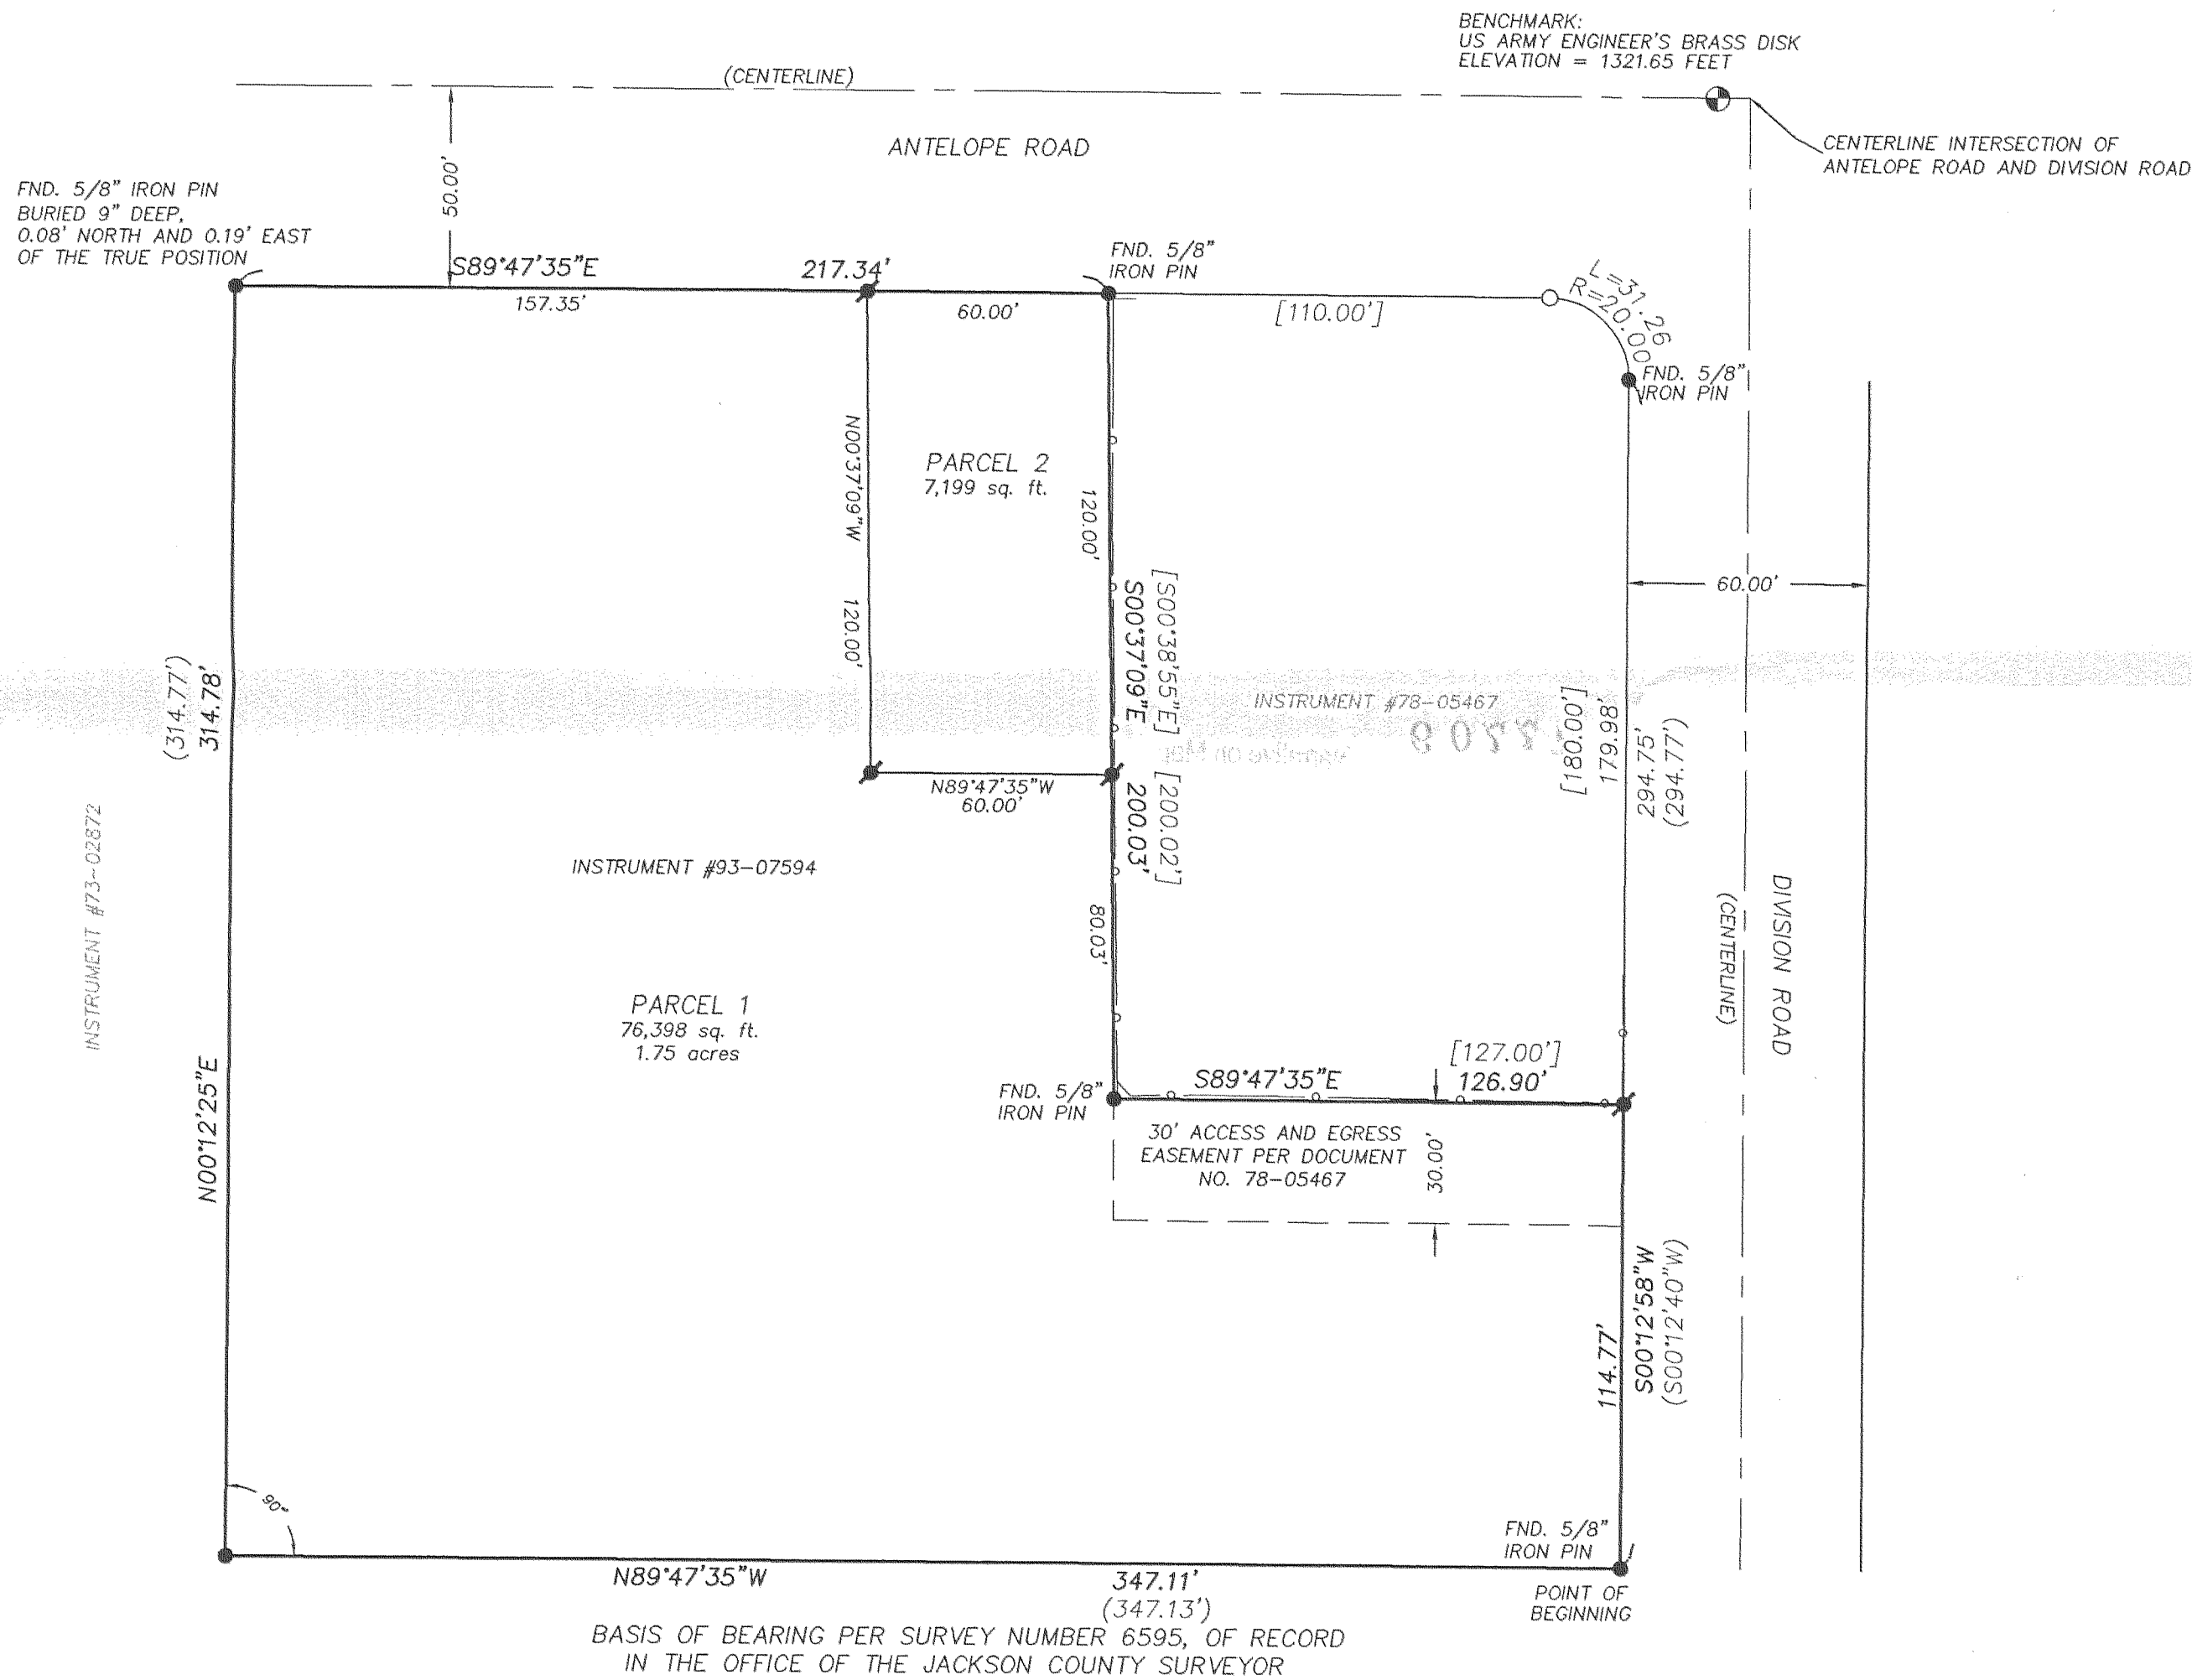 BENCHMARK:
US ARMY ENGINEER'S BRASS DISK
ELEVATION = 1321.65 FEET
(CENTERLINE)
ANTELOPE ROAD
CENTERLINE INTERSECTION OF
ANTELOPE ROAD AND DIVISION ROAD
50.00'
FND. 5/8" IRON PIN
BURIED 9" DEEP,
0.08' NORTH AND 0.19' EAST
OF THE TRUE POSITION
S89°47'35"E
217.34'
157.35'
60.00'
FND. 5/8"
IRON PIN
[110.00']
L=31.26
R=20.00
FND. 5/8"
IRON PIN
N00°37'09"W
120.00'
PARCEL 2
7,199 sq. ft.
120.00'
[S00°38'55"E]
S00°37'09"E
[200.02']
200.03'
60.00'
(314.77')
314.78'
INSTRUMENT #78-05467
[180.00']
179.98'
294.75'
(294.77')
N89°47'35"W
60.00'
INSTRUMENT #73-02872
INSTRUMENT #93-07594
80.03'
DIVISION ROAD
(CENTERLINE)
PARCEL 1
76,398 sq. ft.
1.75 acres
N00°12'25"E
FND. 5/8"
IRON PIN
S89°47'35"E
[127.00']
126.90'
30' ACCESS AND EGRESS
EASEMENT PER DOCUMENT
NO. 78-05467
30.00'
114.77'
S00°12'58"W
(S00°12'40"W)
90°
FND. 5/8"
IRON PIN
POINT OF
BEGINNING
N89°47'35"W
347.11'
(347.13')
BASIS OF BEARING PER SURVEY NUMBER 6595, OF RECORD
IN THE OFFICE OF THE JACKSON COUNTY SURVEYOR